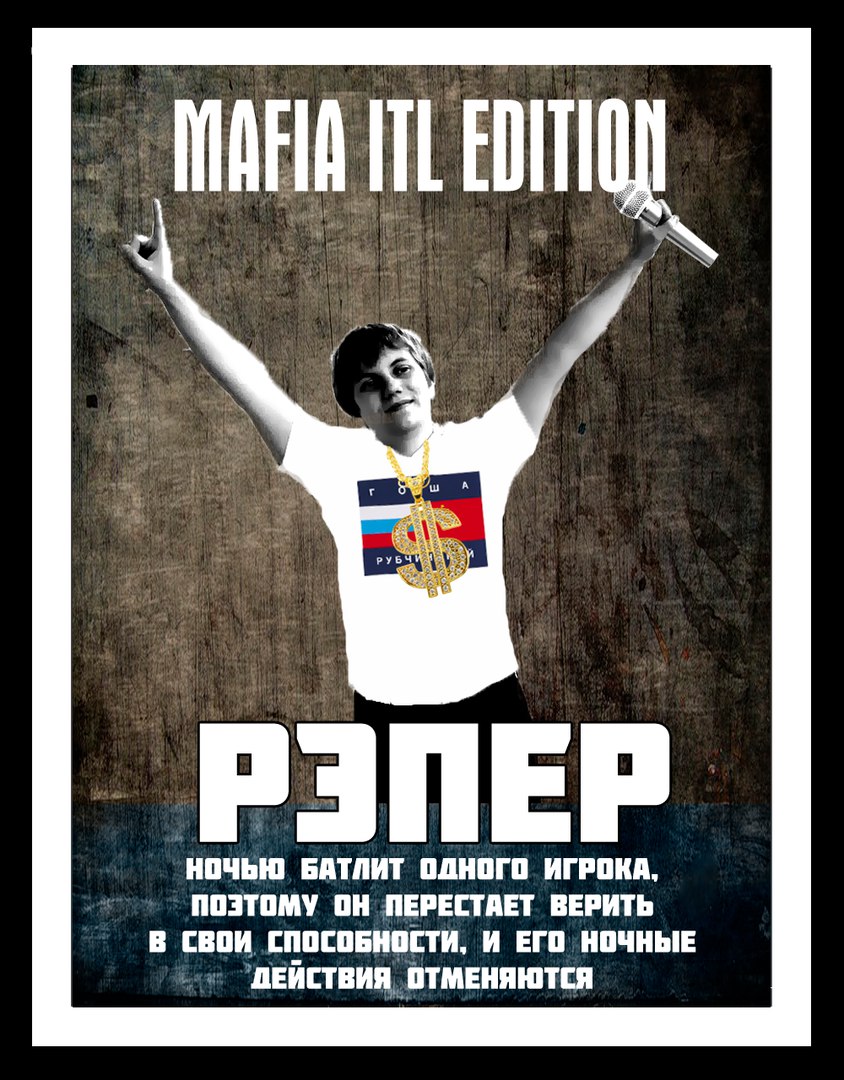 MAFIA ITL EDITION
ГОША
РЭПЕР
НОЧЬЮ БАТЛИТ ОДНОГО ИГРОКА,
ПОЭТОМУ ОН ПЕРЕСТАЕТ ВЕРИТЬ
В СВОИ СПОСОБНОСТИ, И ЕГО НОЧНЫЕ
ДЕЙСТВИЯ ОТМЕНЯЮТСЯ